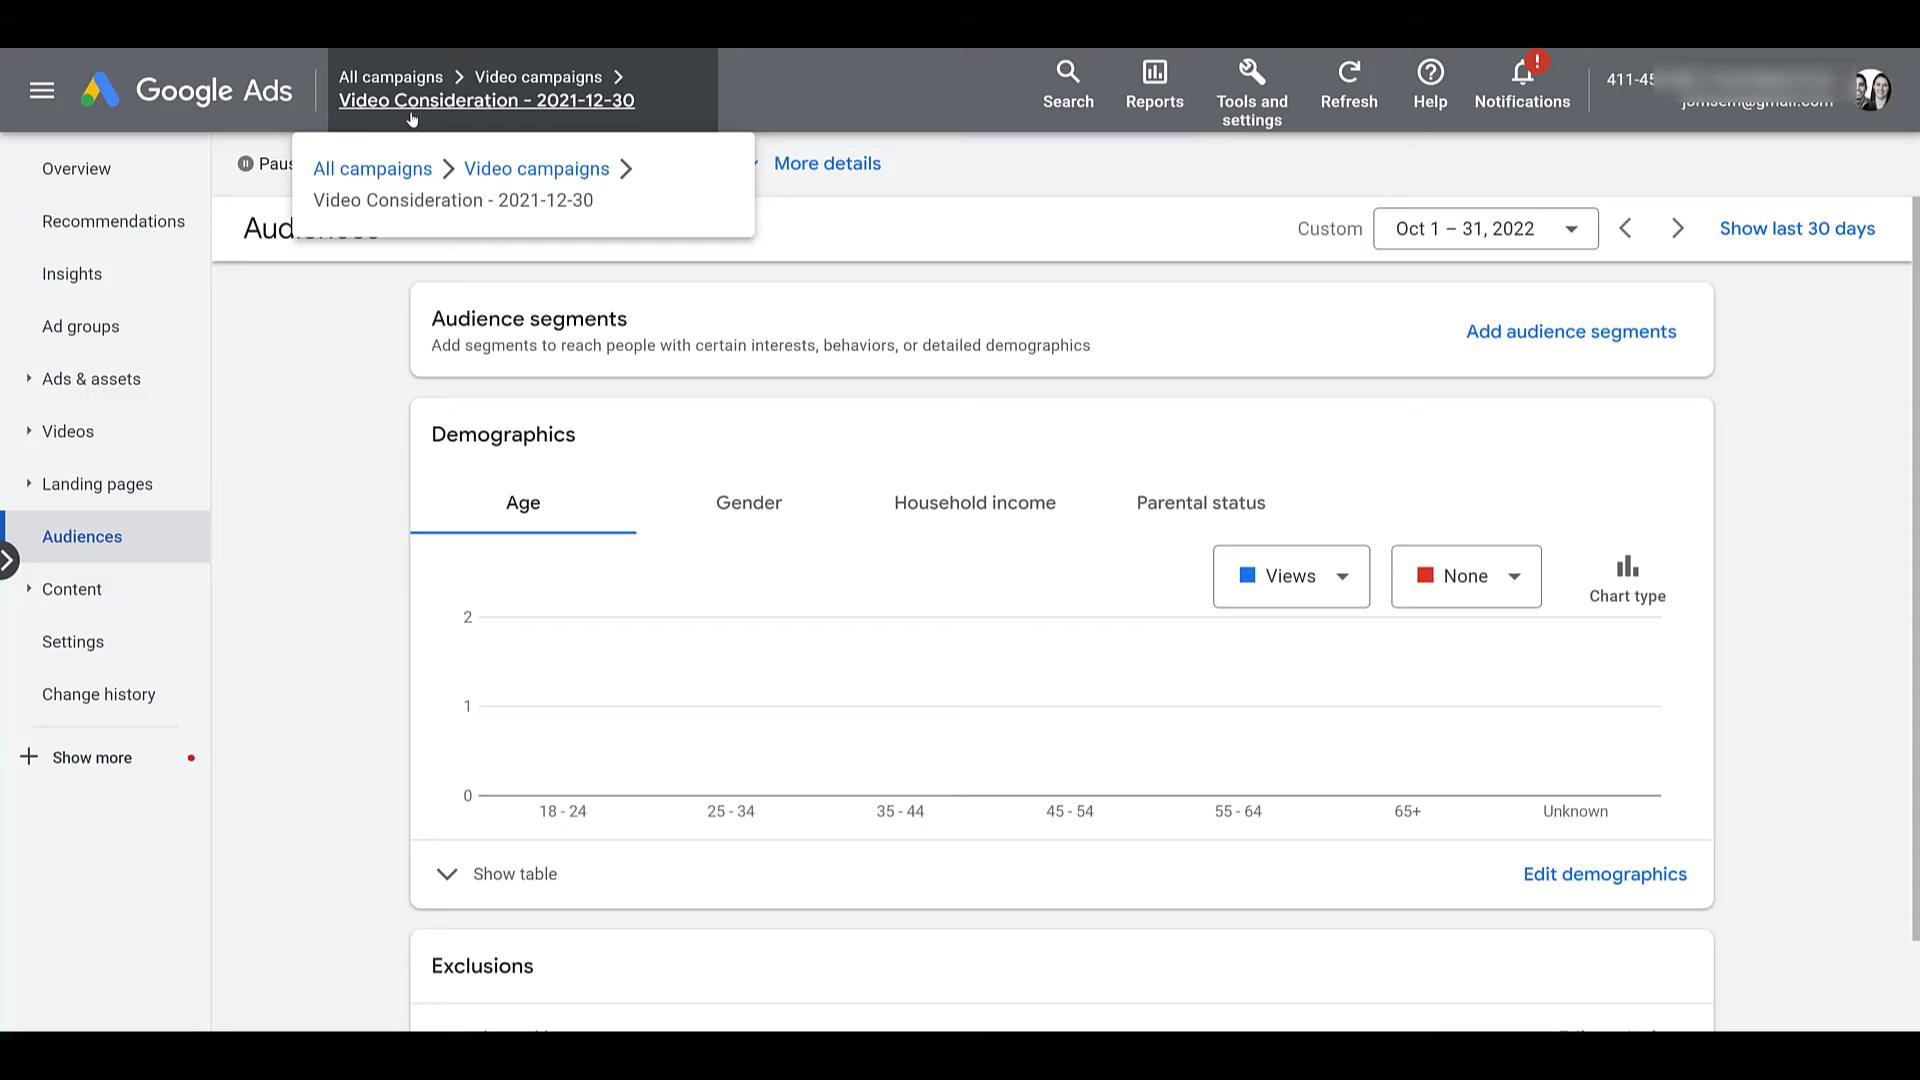 Google Ads
All campaigns
Video campaigns
Video Consideration - 2021-12-30
Search
Reports
Tools and
settings
Refresh
Help
Notifications
!
All campaigns
Video campaigns
Video Consideration - 2021-12-30
More details
Custom
Oct 1 – 31, 2022
Show last 30 days
Overview
Recommendations
Insights
Ad groups
Ads & assets
Videos
Landing pages
Audiences
Content
Settings
Change history
Show more
Audience segments
Add segments to reach people with certain interests, behaviors, or detailed demographics
Add audience segments
Demographics
Age
Gender
Household income
Parental status
Views
None
Chart type
2
1
0
18 - 24
25 - 34
35 - 44
45 - 54
55 - 64
65+
Unknown
Show table
Edit demographics
Exclusions